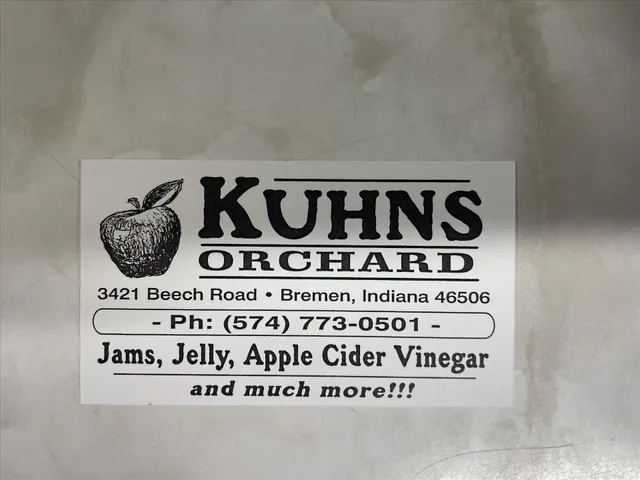 KUHNS
ORCHARD
3421 Beech Road • Bremen, Indiana 46506
- Ph: (574) 773-0501 -
Jams, Jelly, Apple Cider Vinegar
and much more!!!